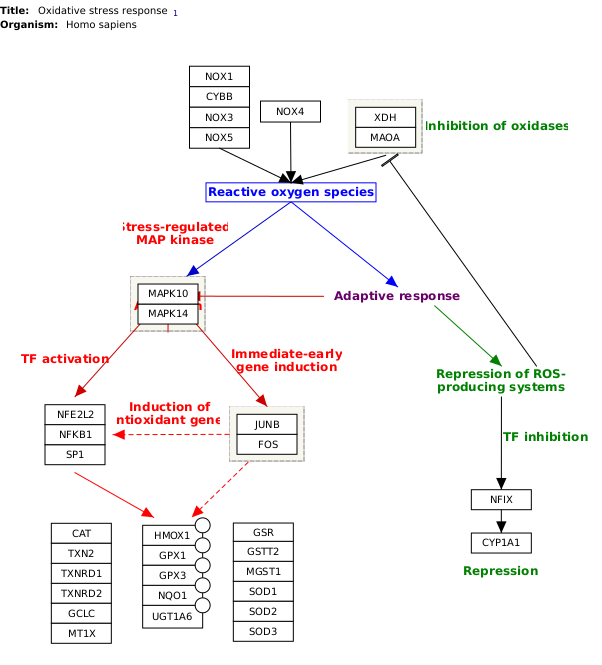 Title: Oxidative stress response 1
Organism: Homo sapiens
NOX1
CYBB
NOX3
NOX5
NOX4
XDH
MAOA
Inhibition of oxidases
Reactive oxygen species
Stress-regulated
MAP kinase
MAPK10
MAPK14
Adaptive response
TF activation
Immediate-early
gene induction
Repression of ROS-
producing systems
NFE2L2
NFKB1
SP1
Induction of
ntioxidant gene
JUNB
FOS
TF inhibition
NFIX
CYP1A1
Repression
CAT
TXN2
TXNRD1
TXNRD2
GCLC
MT1X
HMOX1
GPX1
GPX3
NQO1
UGT1A6
GSR
GSTT2
MGST1
SOD1
SOD2
SOD3